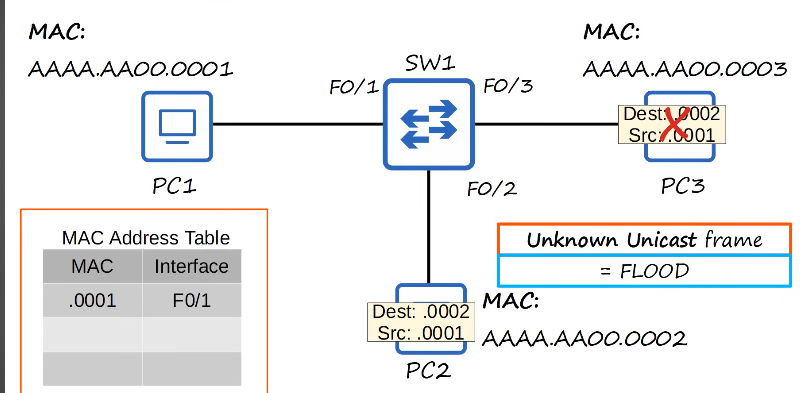 MAC:
AAAA.AA00.0001
MAC:
AAAA.AA00.0003
SW1
F0/1
F0/3
Dest: .0002
Src: .0001
PC1
PC3
F0/2
MAC Address Table
MAC Interface
.0001 F0/1
Unknown Unicast frame
= FLOOD
Dest: .0002
Src: .0001
MAC:
AAAA.AA00.0002
PC2